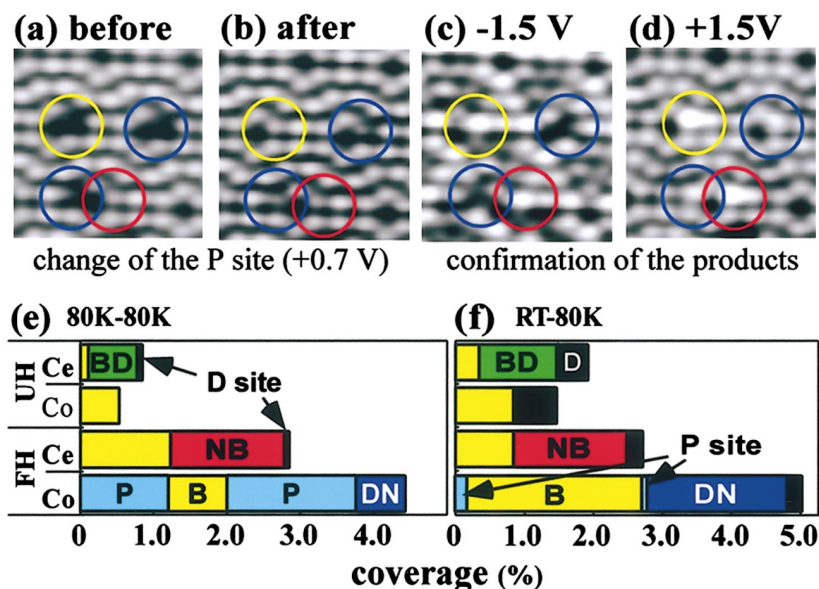 (a) before (b) after (c) -1.5 V (d) +1.5V
change of the P site (+0.7 V) confirmation of the products
(e) 80K-80K (f) RT-80K
UH Ce BD D
D site
Co
P site
FH Ce NB NB
Co P B P DN B DN
0.0 1.0 2.0 3.0 4.0 0.0 1.0 2.0 3.0 4.0 5.0
coverage (%)